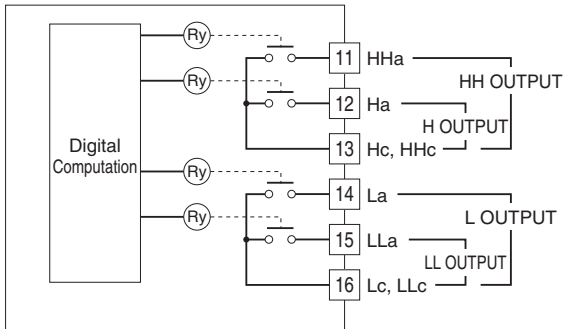 Digital
Computation
Ry
Ry
Ry
Ry
11 HHa
12 Ha
13 Hc, HHc
14 La
15 LLa
16 Lc, LLc
HH OUTPUT
H OUTPUT
L OUTPUT
LL OUTPUT